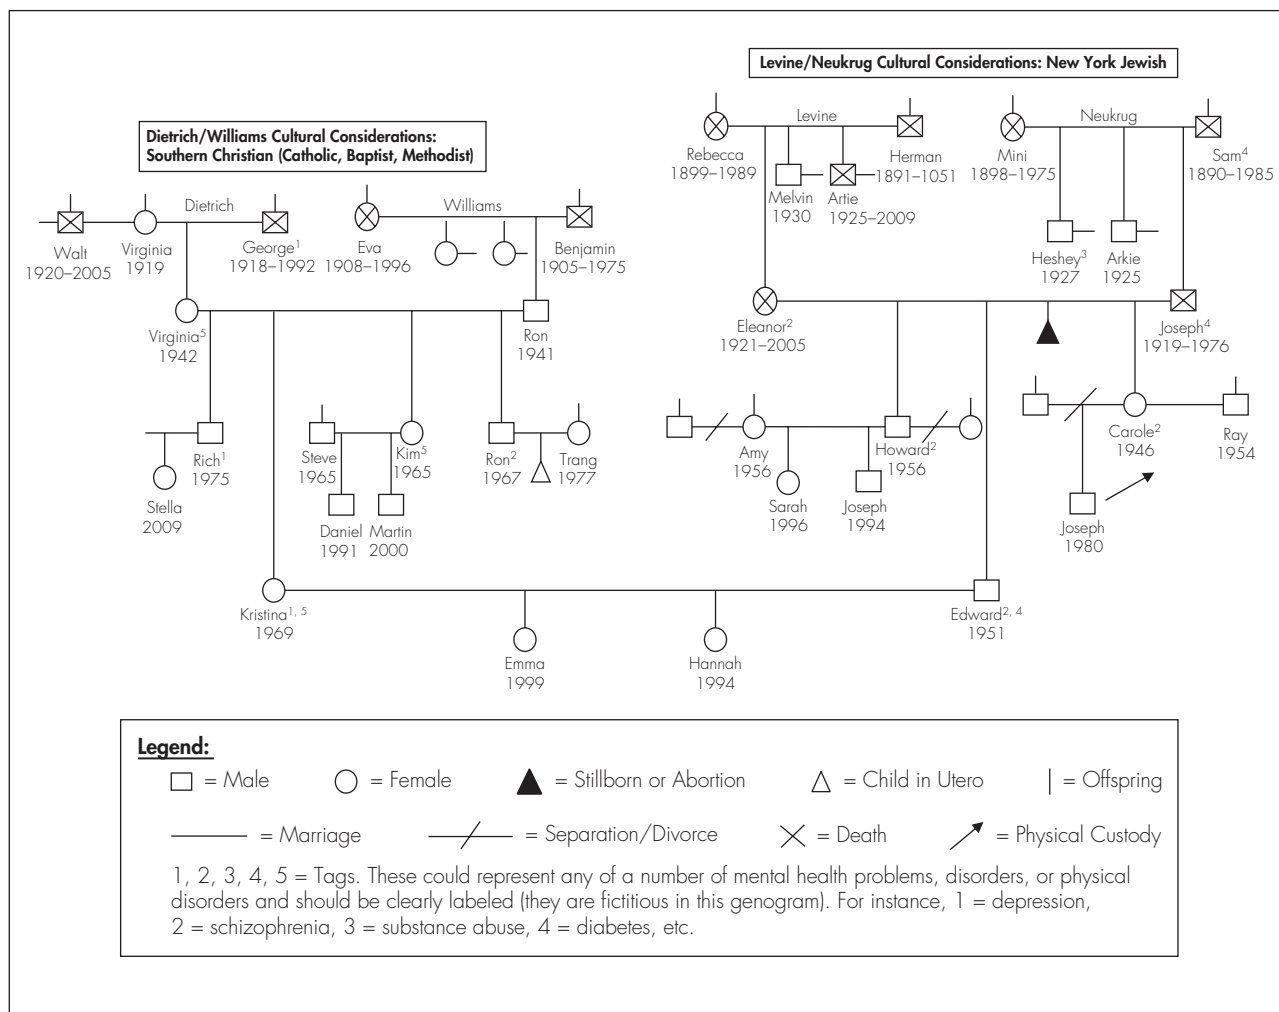 Levine/Neukrug Cultural Considerations: New York Jewish
Dietrich/Williams Cultural Considerations:
Southern Christian (Catholic, Baptist, Methodist)
Levine
Neukrug
Rebecca
1899–1989
Melvin
1930
Artie
1925–2009
Herman
1891–1051
Mini
1898–1975
Sam4
1890–1985
Heshey3
1927
Arkie
1925
Dietrich
Williams
Walt
1920–2005
Virginia
1919
George1
1918–1992
Eva
1908–1996
Benjamin
1905–1975
Virginia5
1942
Ron
1941
Eleanor2
1921–2005
Joseph4
1919–1976
Rich1
1975
Stella
2009
Steve
1965
Kim5
1965
Daniel
1991
Martin
2000
Ron2
1967
Trang
1977
Amy
1956
Howard2
1956
Sarah
1996
Joseph
1994
Carole2
1946
Ray
1954
Joseph
1980
Kristina1, 5
1969
Edward2, 4
1951
Emma
1999
Hannah
1994
Legend:
= Male
= Female
= Stillborn or Abortion
= Child in Utero
= Offspring
= Marriage
= Separation/Divorce
= Death
= Physical Custody
1, 2, 3, 4, 5 = Tags. These could represent any of a number of mental health problems, disorders, or physical
disorders and should be clearly labeled (they are fictitious in this genogram). For instance, 1 = depression,
2 = schizophrenia, 3 = substance abuse, 4 = diabetes, etc.